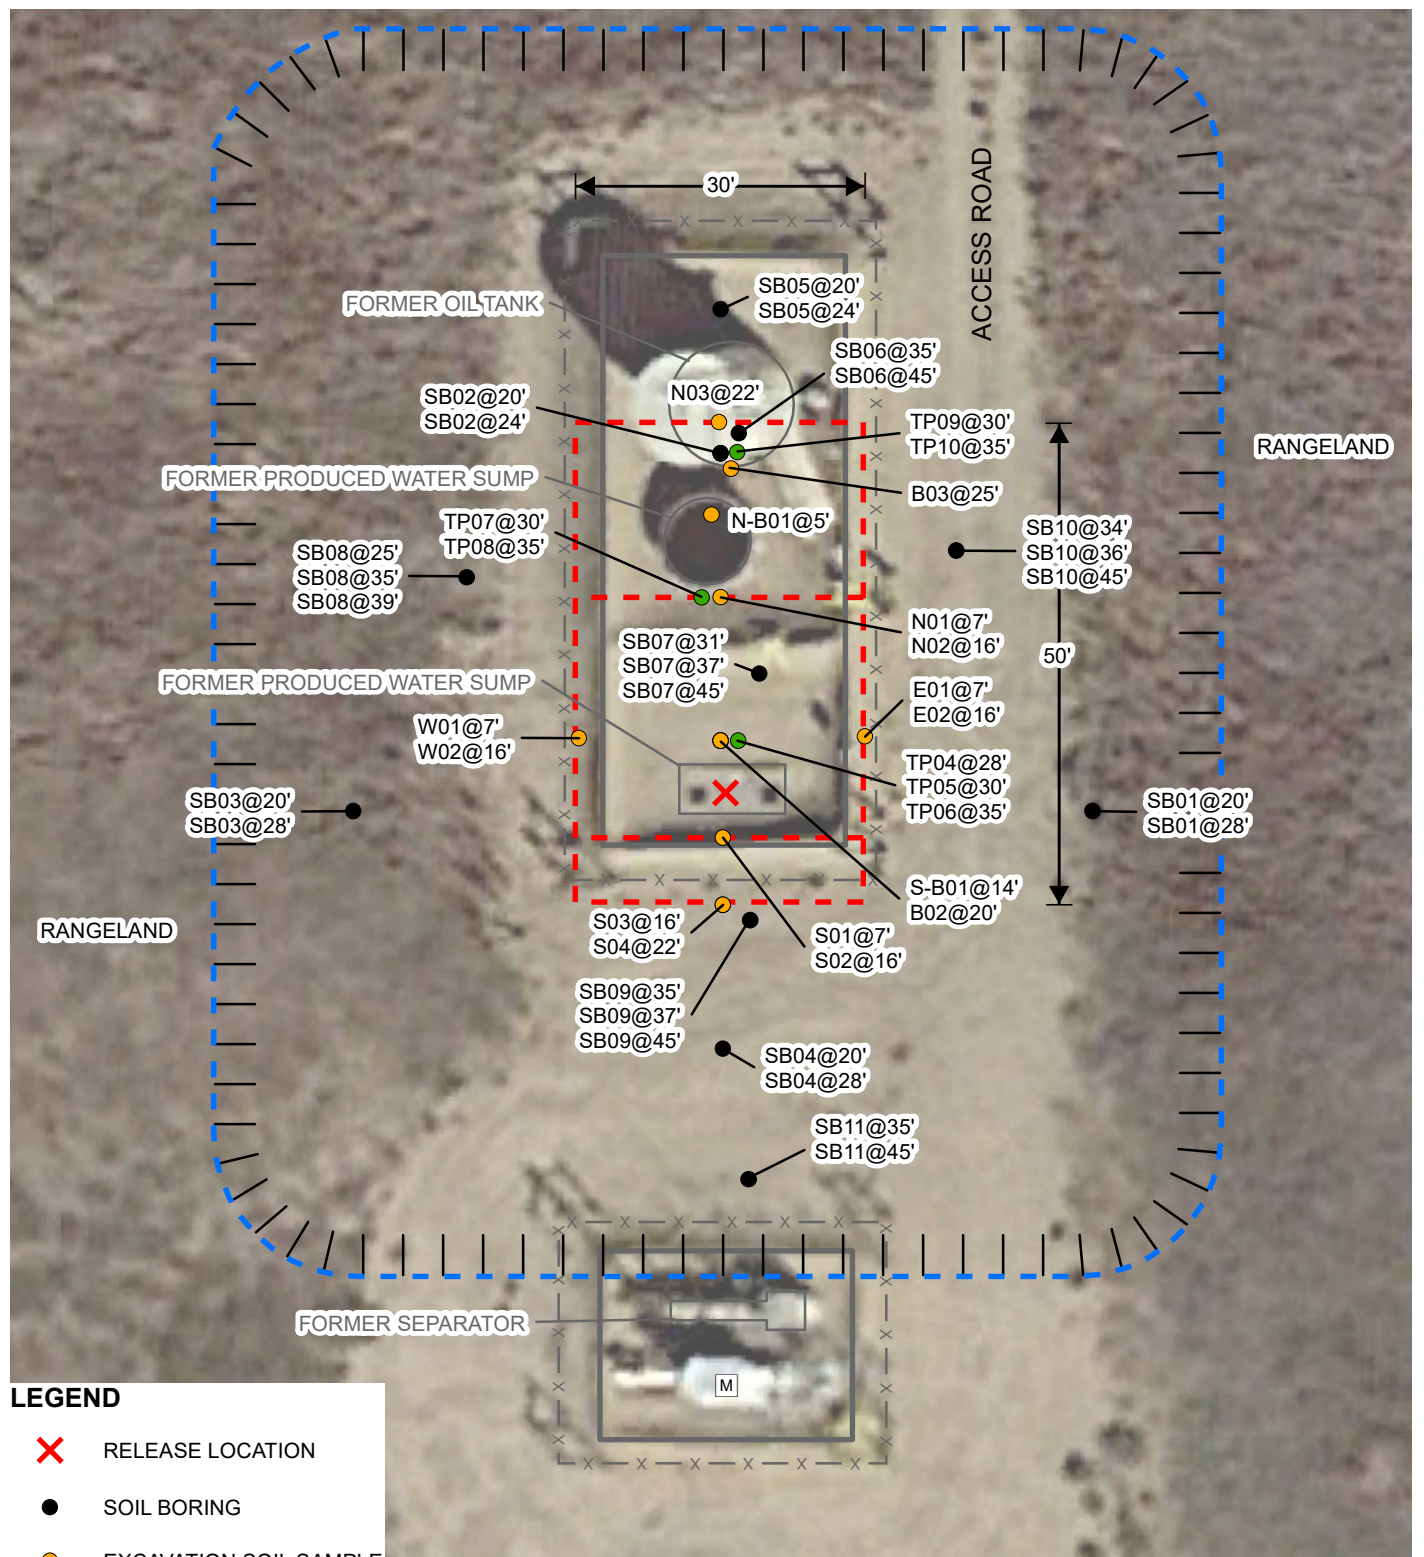 30'
ACCESS ROAD
SB05@20'
SB05@24'
FORMER OIL TANK
SB06@35'
SB06@45'
N03@22'
SB02@20'
SB02@24'
TP09@30'
TP10@35'
RANGELAND
FORMER PRODUCED WATER SUMP
B03@25'
N-B01@5'
TP07@30'
TP08@35'
SB10@34'
SB10@36'
SB10@45'
SB08@25'
SB08@35'
SB08@39'
N01@7'
N02@16'
SB07@31'
SB07@37'
SB07@45'
50'
FORMER PRODUCED WATER SUMP
E01@7'
E02@16'
W01@7'
W02@16'
TP04@28'
TP05@30'
TP06@35'
SB03@20'
SB03@28'
SB01@20'
SB01@28'
S-B01@14'
B02@20'
RANGELAND
S03@16'
S04@22'
S01@7'
S02@16'
SB09@35'
SB09@37'
SB09@45'
SB04@20'
SB04@28'
SB11@35'
SB11@45'
FORMER SEPARATOR
M
LEGEND
RELEASE LOCATION
SOIL BORING
EXCAVATION SOIL SAMPLE